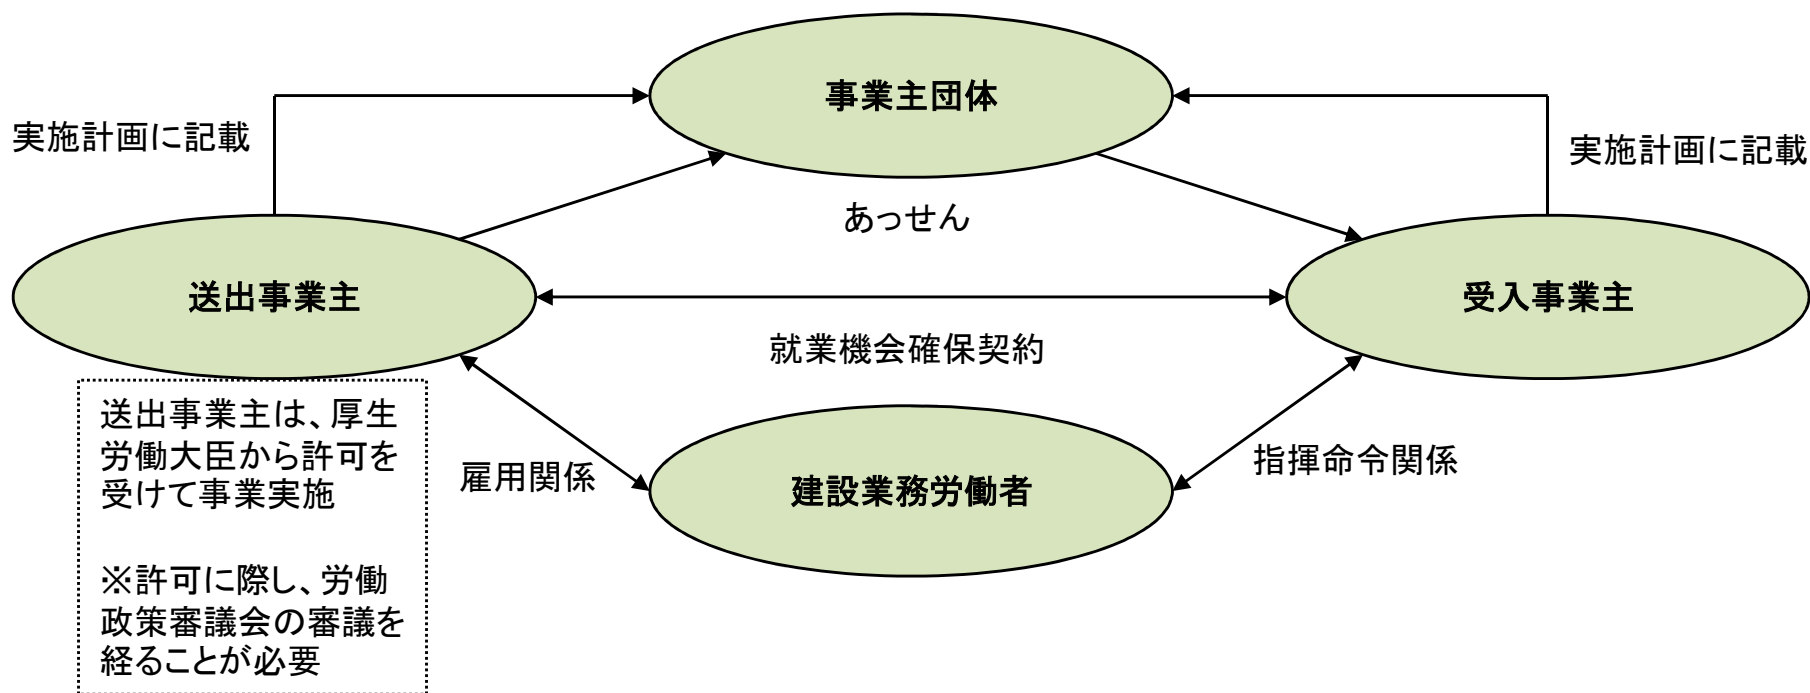 事業主団体
実施計画に記載
実施計画に記載
あっせん
送出事業主
受入事業主
就業機会確保契約
送出事業主は、厚生
労働大臣から許可を
受けて事業実施
※許可に際し、労働
政策審議会の審議を
経ることが必要
雇用関係
建設業務労働者
指揮命令関係